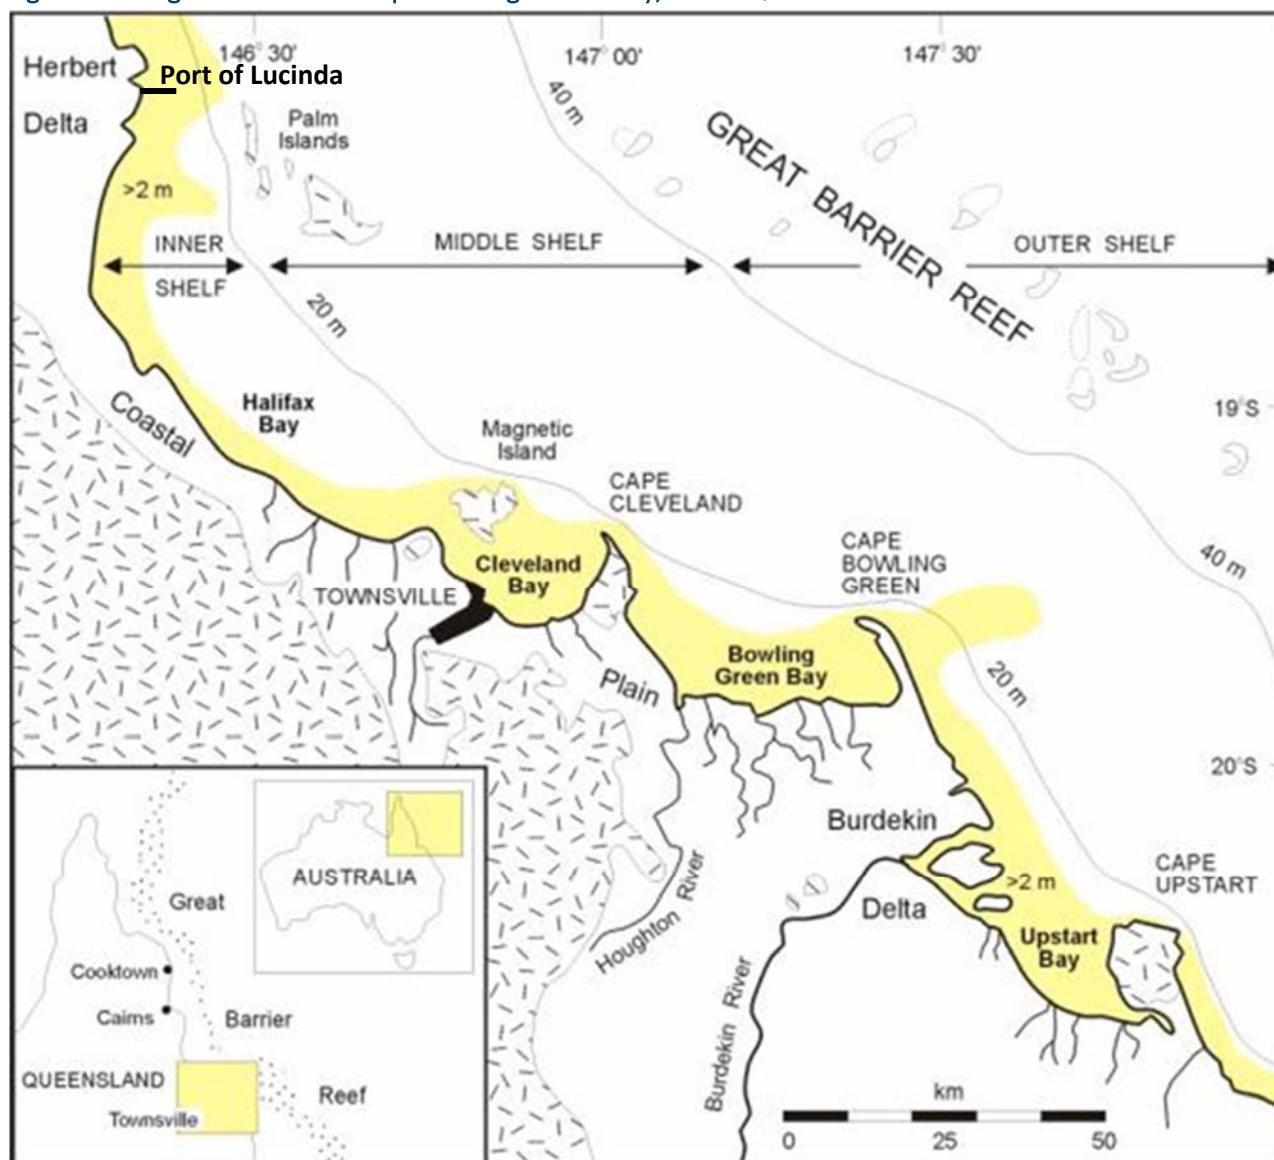 146° 30'
147° 00'
147° 30'
Herbert
Delta
Port of Lucinda
Palm
Islands
40 m
GREAT BARRIER REEF
>2 m
INNER
SHELF
MIDDLE SHELF
OUTER SHELF
20 m
19°S
Coastal
Halifax
Bay
Magnetic
Island
CAPE
CLEVELAND
CAPE
BOWLING
GREEN
40 m
TOWNSVILLE
Cleveland
Bay
Bowling
Green Bay
Plain
20 m
20°S
Burdekin
Delta
>2 m
CAPE
UPSTART
Upstart
Bay
Houghton River
Burdekin River
km
0 25 50
AUSTRALIA
Great
Barrier
Reef
Cooktown
Cairns
QUEENSLAND
Townsville